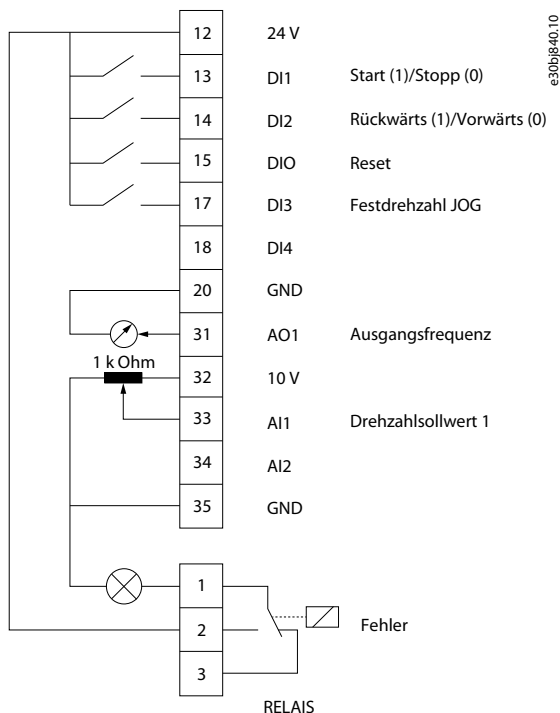 12 24 V
13 DI1 Start (1)/Stopp (0)
14 DI2 Rückwärts (1)/Vorwärts (0)
15 DIO Reset
17 DI3 Festdrehzahl JOG
18 DI4
20 GND
31 AO1 Ausgangsfrequenz
1 k Ohm
32 10 V
33 AI1 Drehzahlsollwert 1
34 AI2
35 GND
1
2
Fehler
3
RELAIS
e30bj840.10